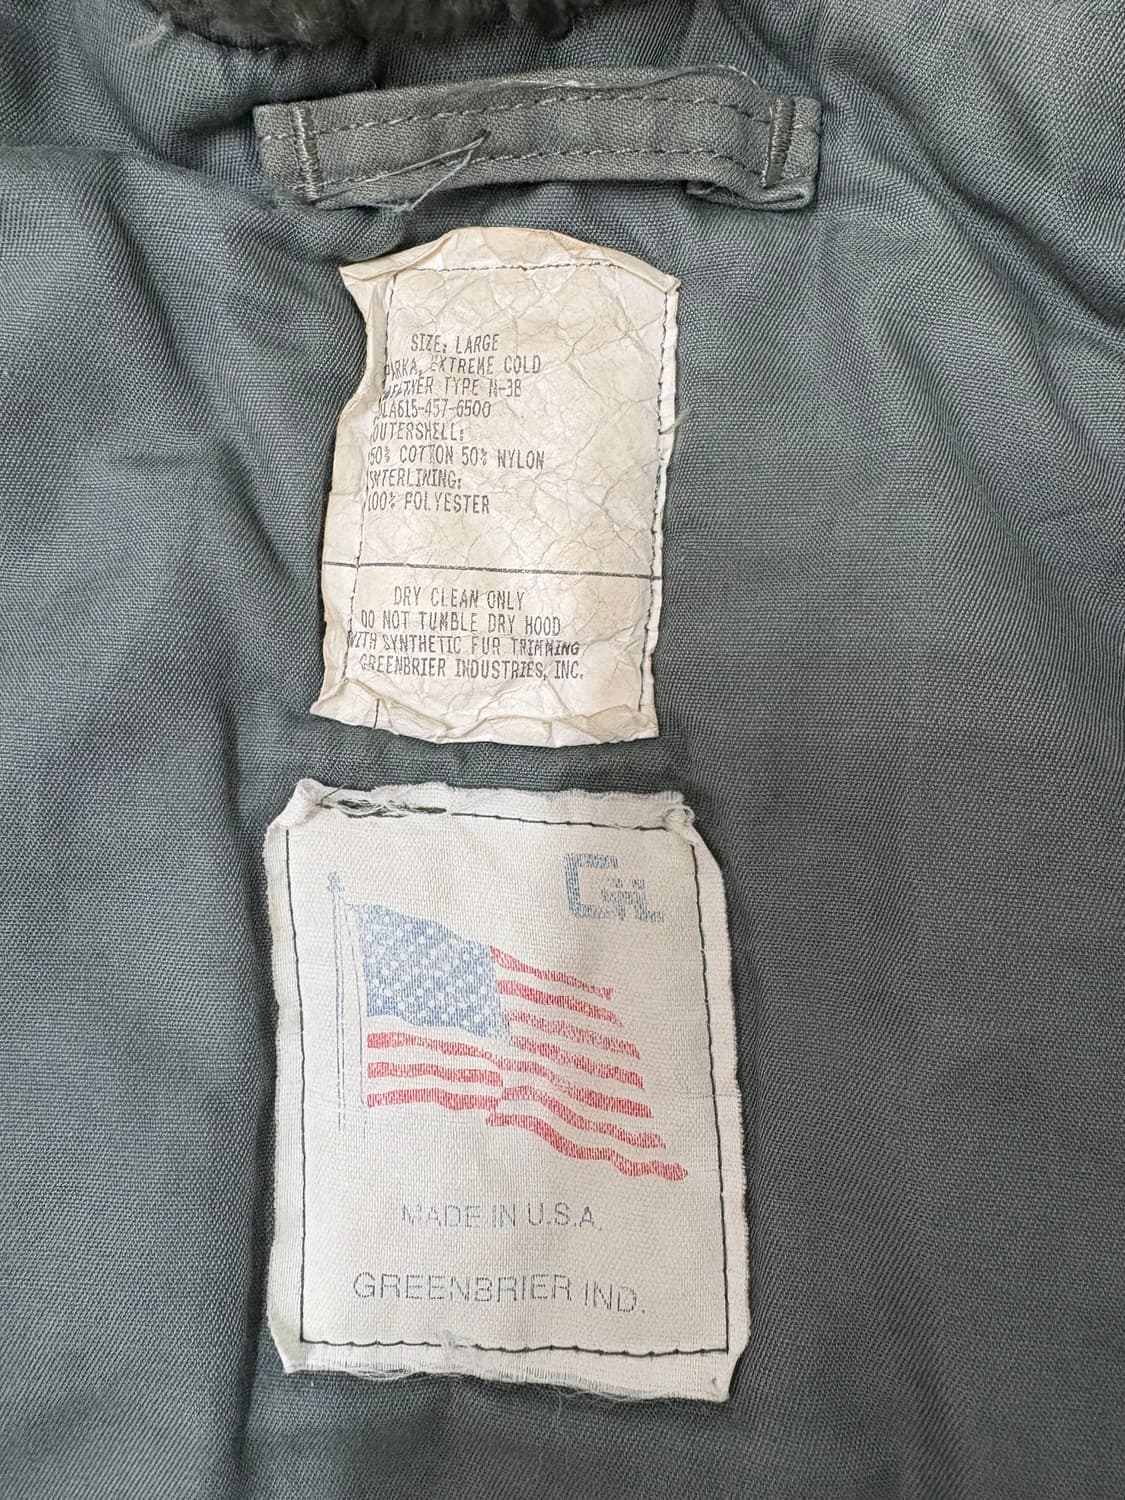 SIZE: LARGE
PARKA, EXTREME COLD
WEATHER TYPE N-3B
DLA615-457-6500
OUTERSHELL:
50% COTTON 50% NYLON
INTERLINING:
100% POLYESTER
DRY CLEAN ONLY
DO NOT TUMBLE DRY HOOD
WITH SYNTHETIC FUR TRIMMING
GREENBRIER INDUSTRIES, INC.
MADE IN U.S.A.
GREENBRIER IND.